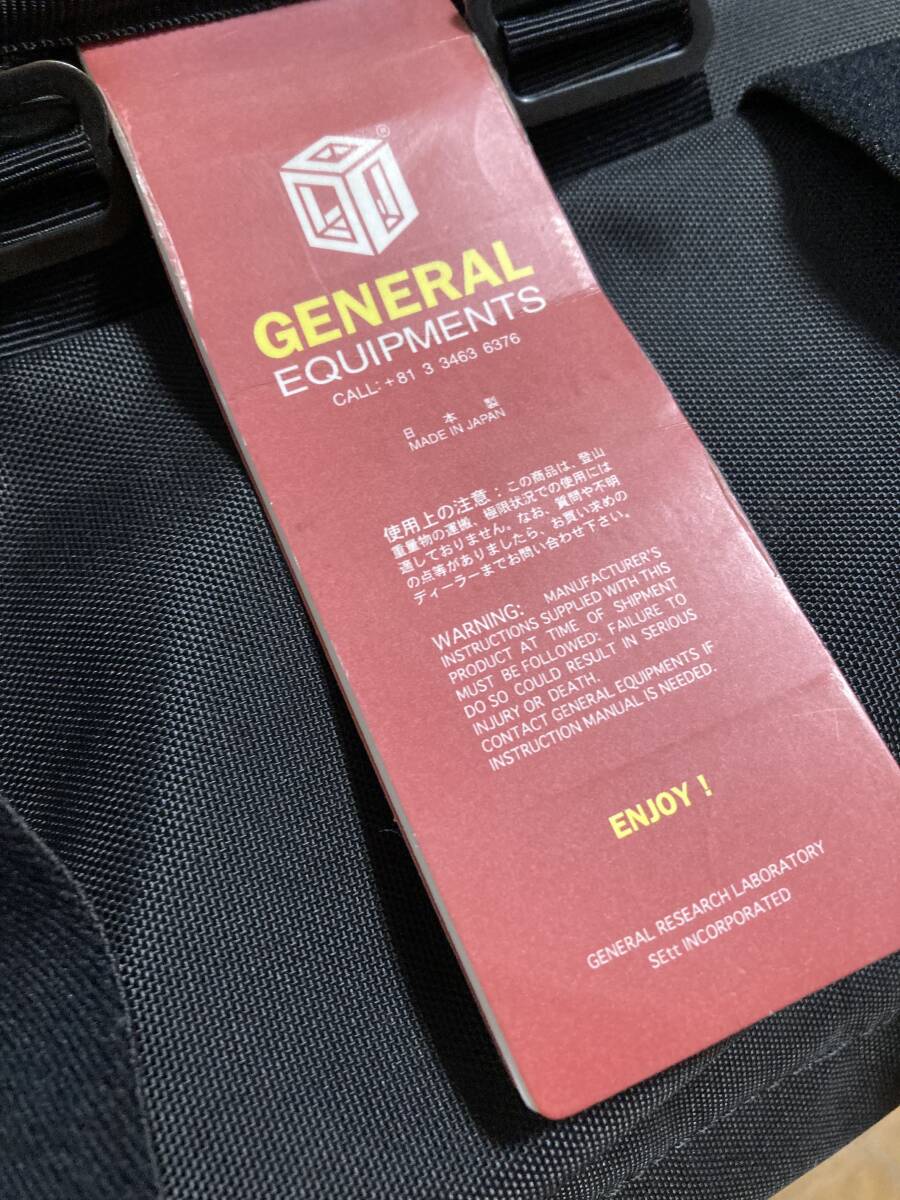 ®
GENERAL
EQUIPMENTS
CALL: +81 3 3463 6376
日本製
MADE IN JAPAN
使用上の注意：この商品は、登山
重量物の運搬、極限状況での使用には
適しておりません。なお、質問や不明
の点等がありましたら、お買い求めの
ディーラーまでお問い合わせ下さい。
WARNING: MANUFACTURER'S
INSTRUCTIONS SUPPLIED WITH THIS
PRODUCT AT TIME OF SHIPMENT
MUST BE FOLLOWED: FAILURE TO
DO SO COULD RESULT IN SERIOUS
INJURY OR DEATH.
CONTACT GENERAL EQUIPMENTS IF
INSTRUCTION MANUAL IS NEEDED.
ENJOY !
GENERAL RESEARCH LABORATORY
SEtt INCORPORATED